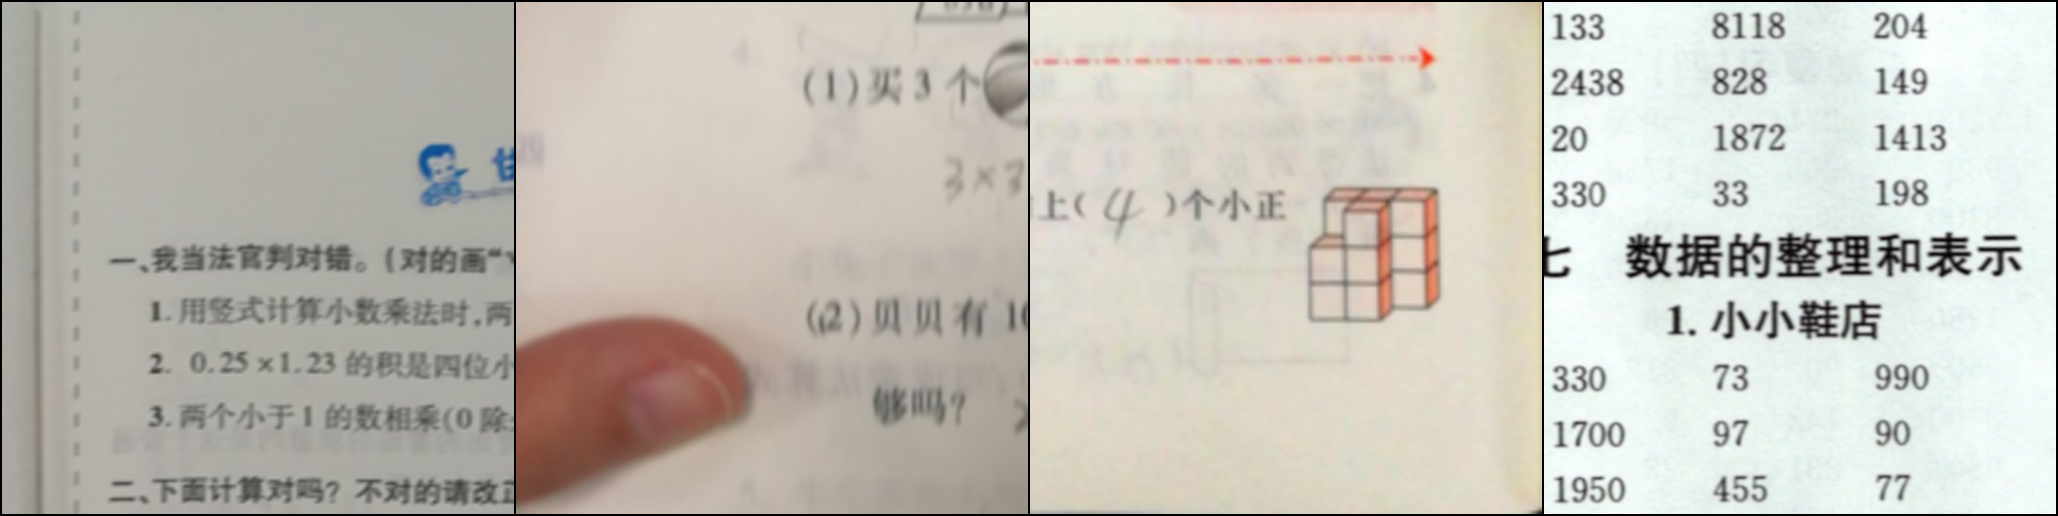 一、我当法官判对错。(对的画"
1. 用竖式计算小数乘法时,两
2. 0.25×1.23 的积是四位小
3. 两个小于1的数相乘(0 除
二、下面计算对吗? 不对的请改正
(1)买 3 个
3×3
(2)贝贝有 10
够吗?
上( 4 )个小正
133 8118 204
2438 828 149
20 1872 1413
330 33 198
七 数据的整理和表示
1. 小小鞋店
330 73 990
1700 97 90
1950 455 77